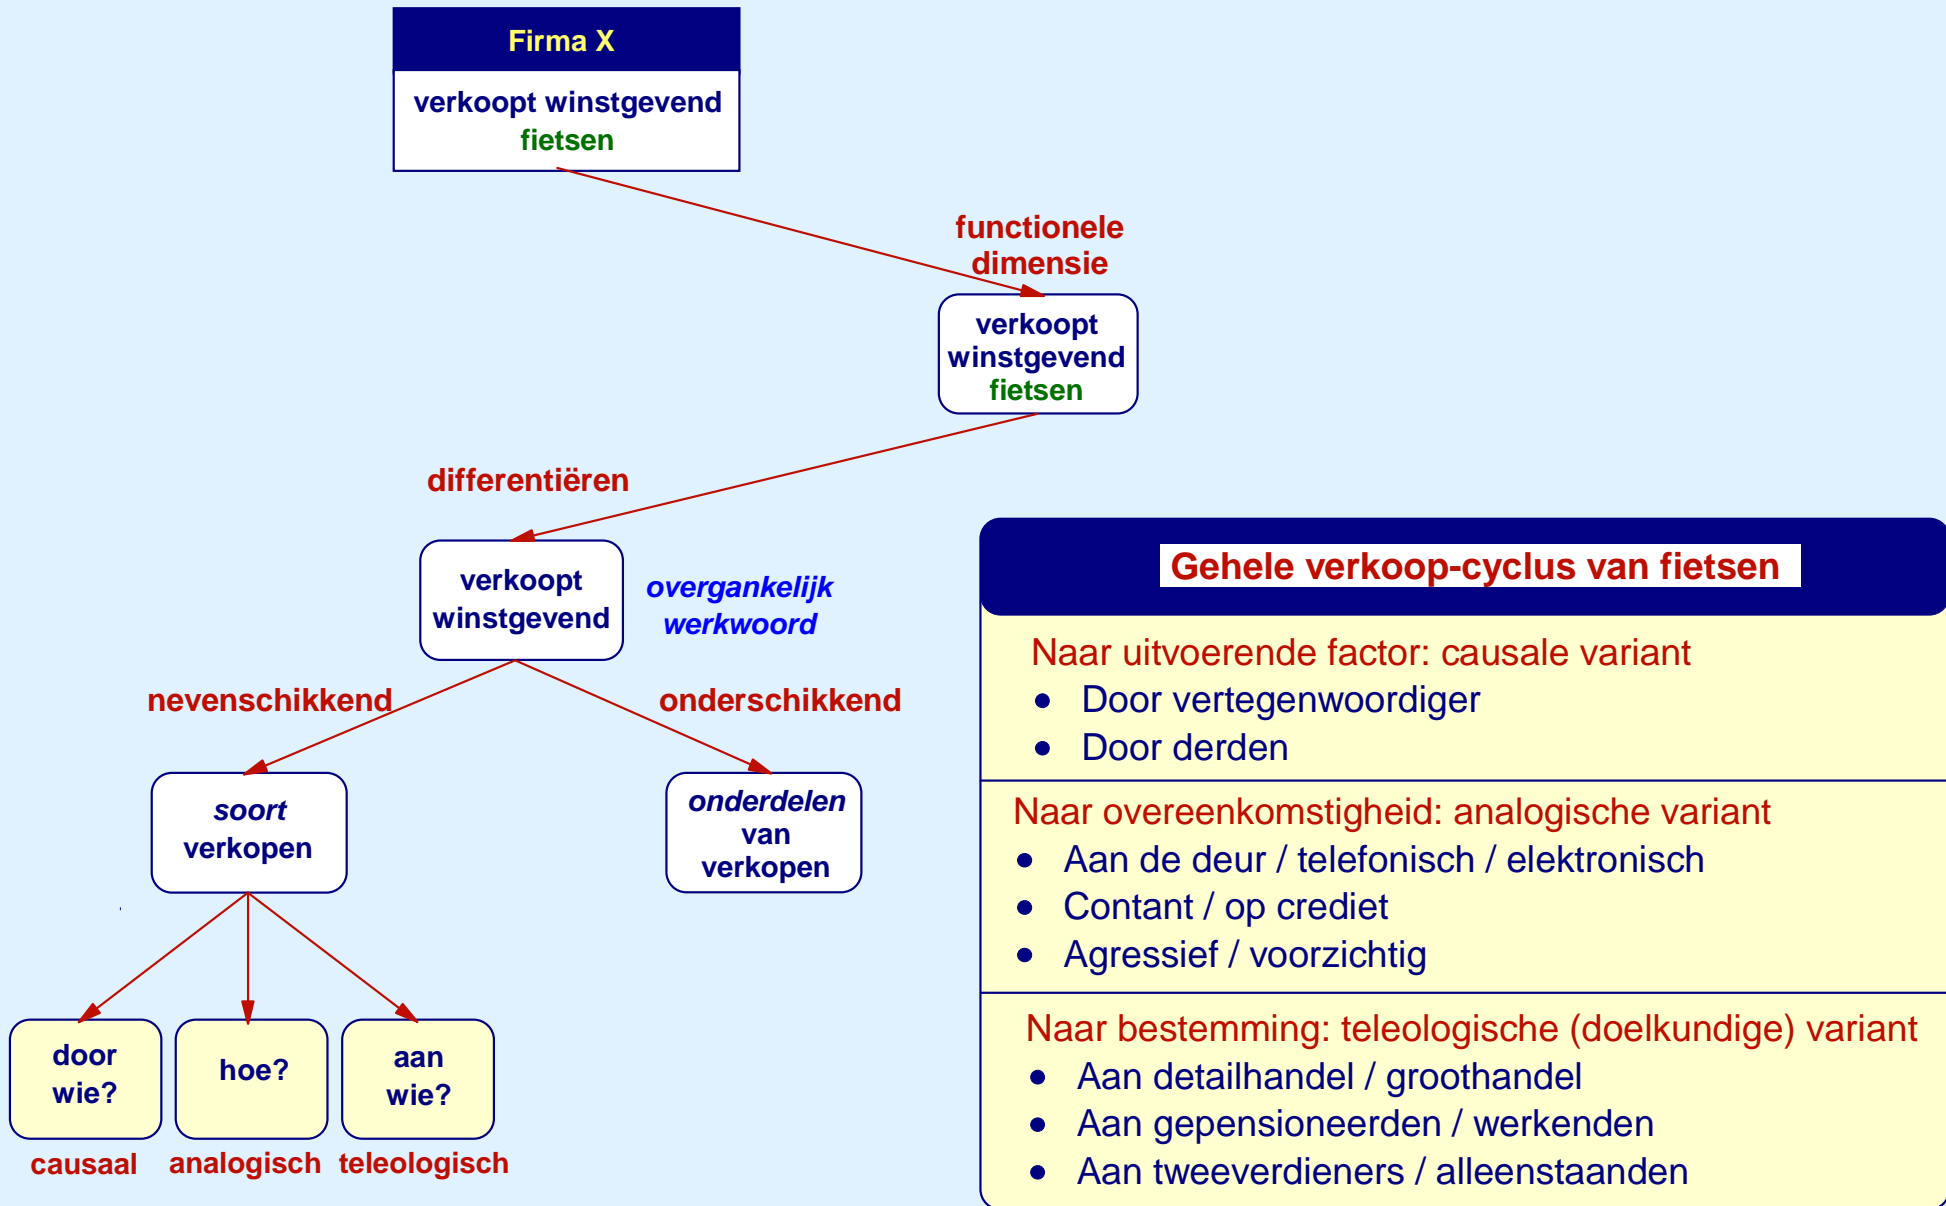 Firma X
verkoopt winstgevend
fietsen
functionele
dimensie
verkoopt
winstgevend
fietsen
differentiëren
verkoopt
winstgevend
overgankelijk
werkwoord
nevenschikkend
onderschikkend
soort
verkopen
onderdelen
van
verkopen
door
wie?
hoe?
aan
wie?
causaal
analogisch
teleologisch
Gehele verkoop-cyclus van fietsen
Naar uitvoerende factor: causale variant
• Door vertegenwoordiger
• Door derden
Naar overeenkomstigheid: analogische variant
• Aan de deur / telefonisch / elektronisch
• Contant / op crediet
• Agressief / voorzichtig
Naar bestemming: teleologische (doelkundige) variant
• Aan detailhandel / groothandel
• Aan gepensioneerden / werkenden
• Aan tweeverdieners / alleenstaanden